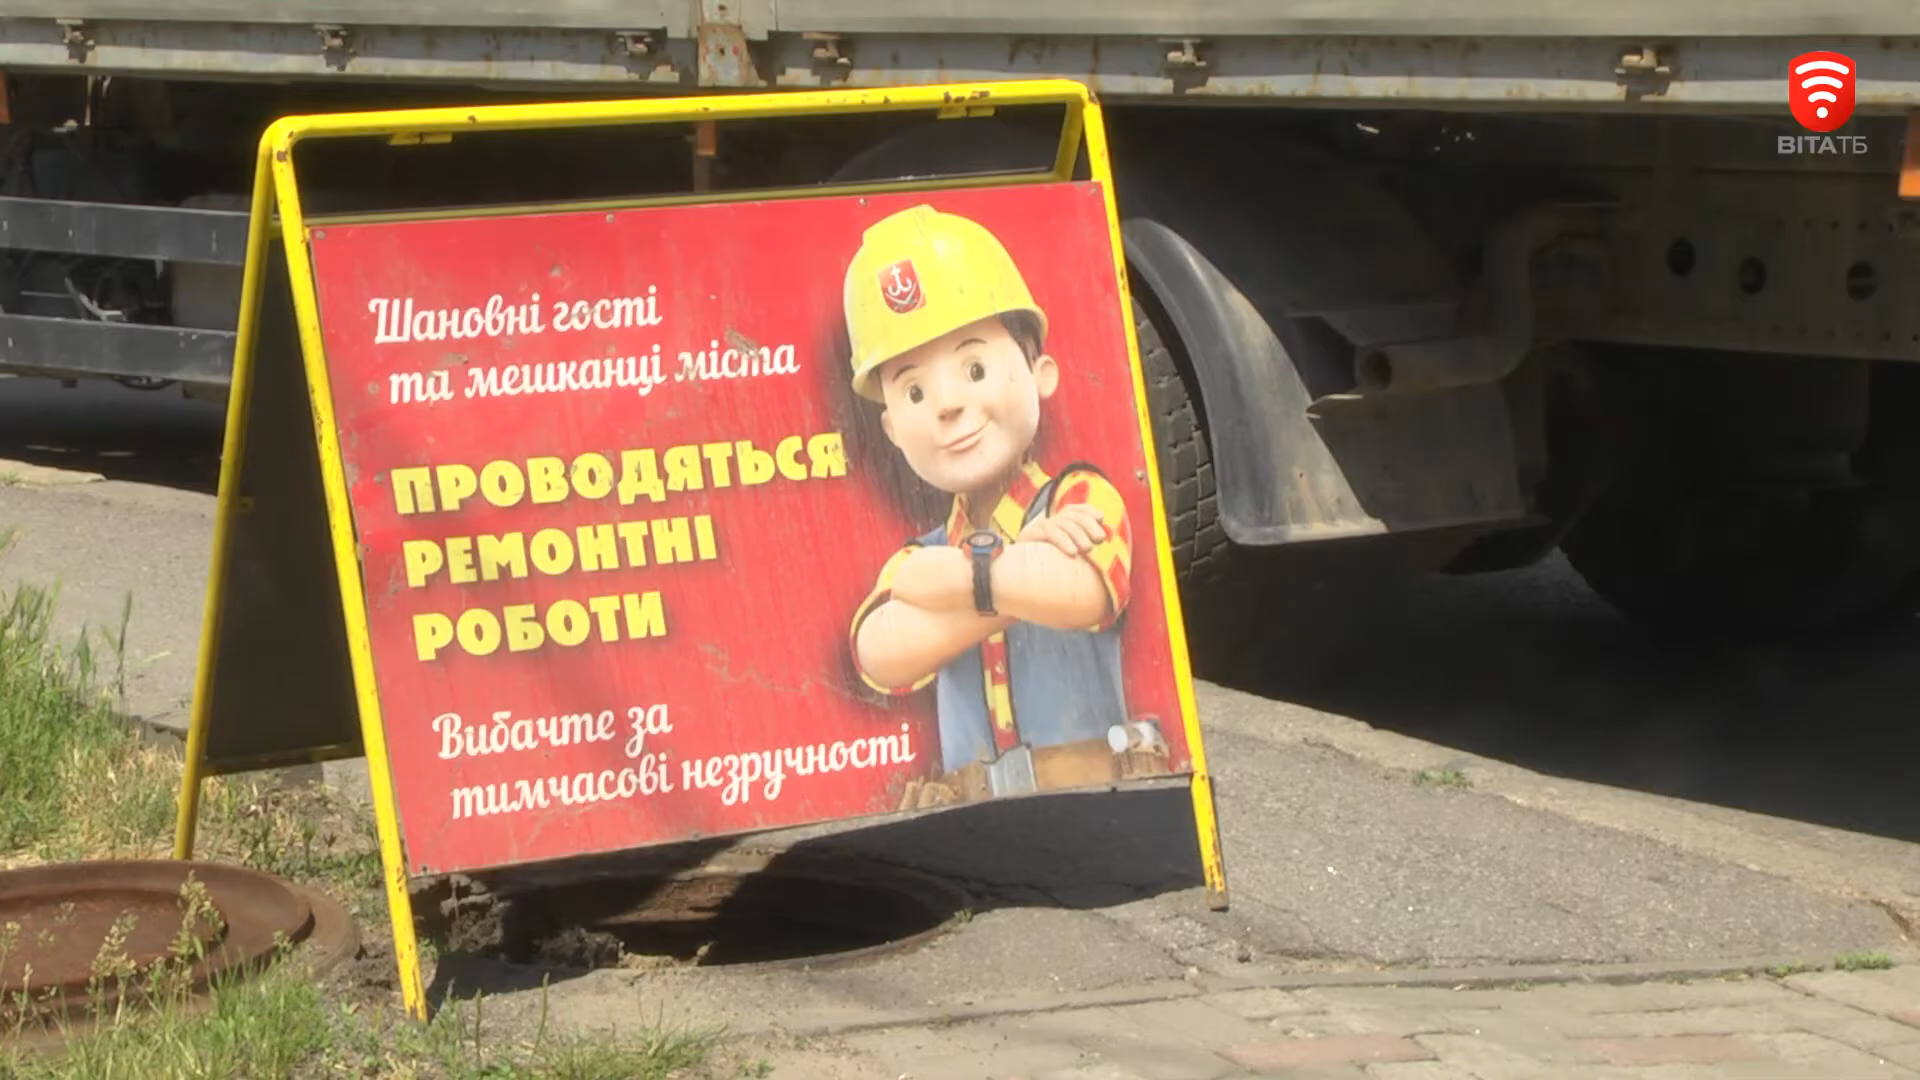 ВІТАТБ
Шановні гості
та мешканці міста
ПРОВОДЯТЬСЯ
РЕМОНТНІ
РОБОТИ
Вибачте за
тимчасові незручності